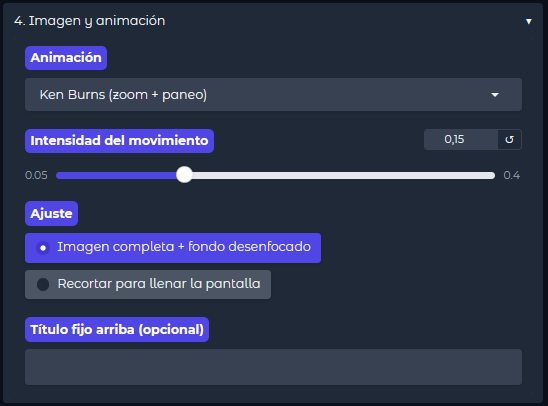 4. Imagen y animación
Animación
Ken Burns (zoom + paneo)
Intensidad del movimiento
0,15
0.05
0.4
Ajuste
Imagen completa + fondo desenfocado
Recortar para llenar la pantalla
Título fijo arriba (opcional)